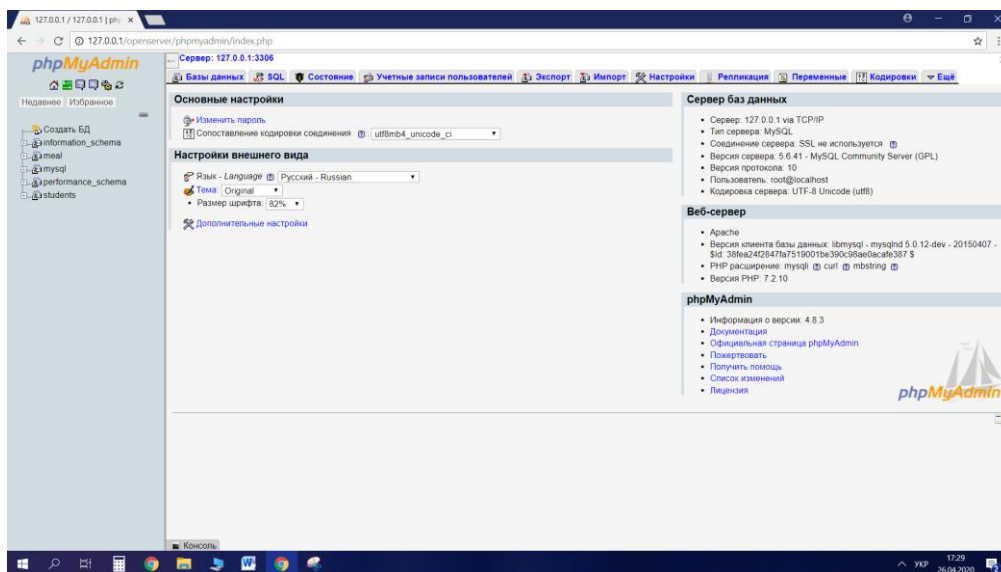 127.0.0.1 / 127.0.0.1 | ph
127.0.0.1/openserver/phpmyadmin/index.php
phpMyAdmin
Недавнее Избранное
Создать БД
information_schema
meal
mysql
performance_schema
students
Сервер: 127.0.0.1:3306
Базы данных SQL Состояние Учетные записи пользователей Экспорт Импорт Настройки Репликация Переменные Кодировки Ещё
Основные настройки
Изменить пароль
Сопоставление кодировки соединения utf8mb4_unicode_ci
Настройки внешнего вида
Язык - Language Русский - Russian
Тема: Original
Размер шрифта: 82%
Дополнительные настройки
Сервер баз данных
Сервер: 127.0.0.1 via TCP/IP
Тип сервера: MySQL
Соединение сервера: SSL не используется
Версия сервера: 5.6.41 - MySQL Community Server (GPL)
Версия протокола: 10
Пользователь: root@localhost
Кодировка сервера: UTF-8 Unicode (utf8)
Веб-сервер
Apache
Версия клиента базы данных: libmysql - mysqlnd 5.0.12-dev - 20150407 -
$Id: 38fea24f2847fa7519001be390c98ae0acafe387 $
PHP расширение: mysqli curl mbstring
Версия PHP: 7.2.10
phpMyAdmin
Информация о версии: 4.8.3
Документация
Официальная страница phpMyAdmin
Пожертвовать
Получить помощь
Список изменений
Лицензия
phpMyAdmin
Консоль
УКР
17:29
26.04.2020